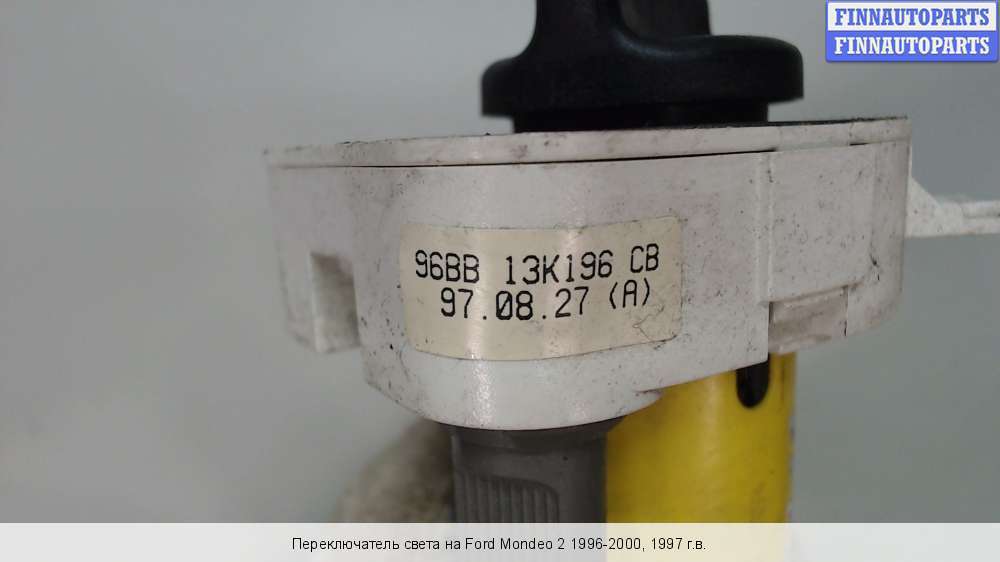 FINNAUTOPARTS
FINNAUTOPARTS
96BB 13K196 CB
97.08.27 (A)
Переключатель света на Ford Mondeo 2 1996-2000, 1997 г.в.